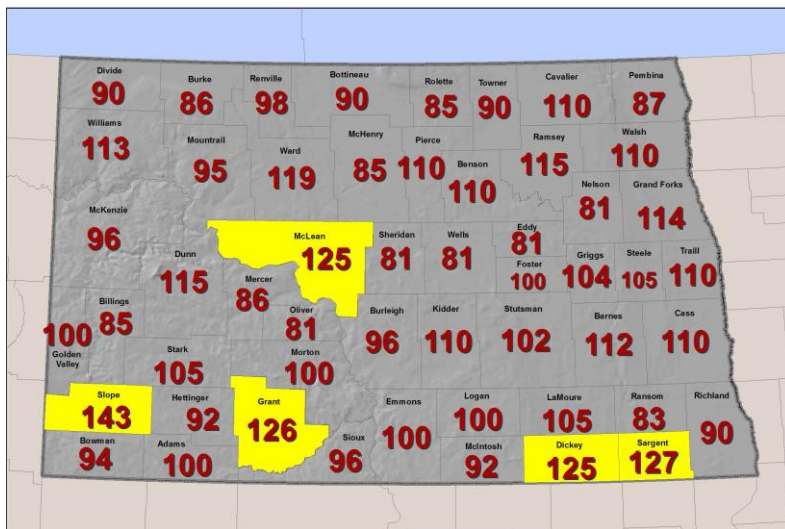 Divide
90
Burke
86
Renville
98
Bottineau
90
Rolette
85
Towner
90
Cavalier
110
Pembina
87
Williams
113
Mountrail
95
Ward
119
McHenry
85
Pierce
110
Benson
110
Ramsey
115
Walsh
110
Nelson
81
Grand Forks
114
McKenzie
96
Dunn
115
McLean
125
Mercer
86
Oliver
81
Sheridan
81
Wells
81
Eddy
81
Foster
100
Griggs
104
Steele
105
Traill
110
Billings
85
100
Golden
Valley
Stark
105
Morton
100
Burleigh
96
Kidder
110
Stutsman
102
Barnes
112
Cass
110
Slope
143
Hettinger
92
Grant
126
Emmons
100
Logan
100
LaMoure
105
Ransom
83
Richland
90
Bowman
94
Adams
100
Sioux
96
McIntosh
92
Dickey
125
Sargent
127